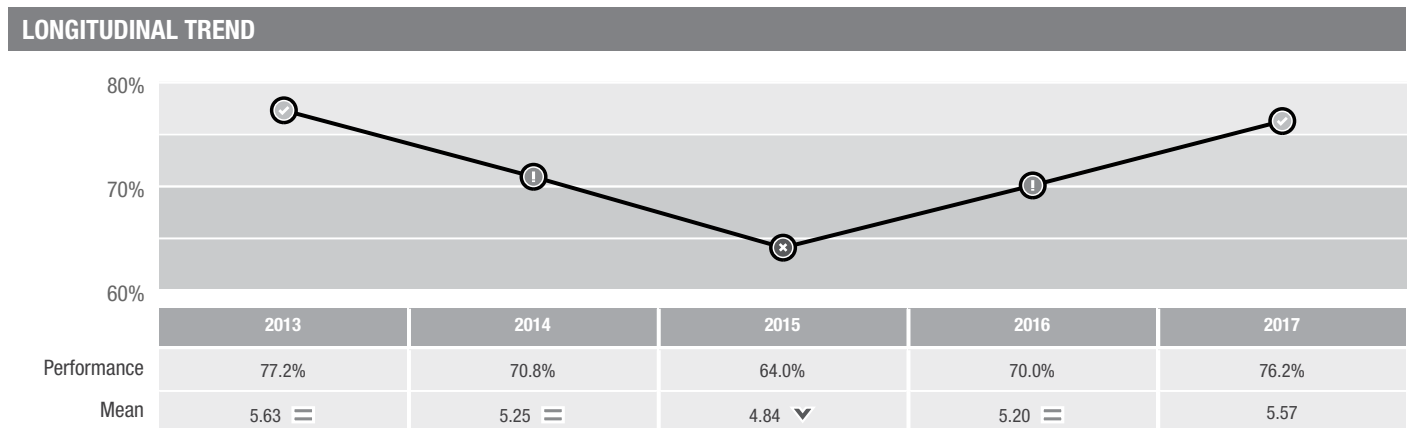 LONGITUDINAL TREND
80%
70%
60%
2013 2014 2015 2016 2017
Performance 77.2% 70.8% 64.0% 70.0% 76.2%
Mean 5.63 5.25 4.84 5.20 5.57